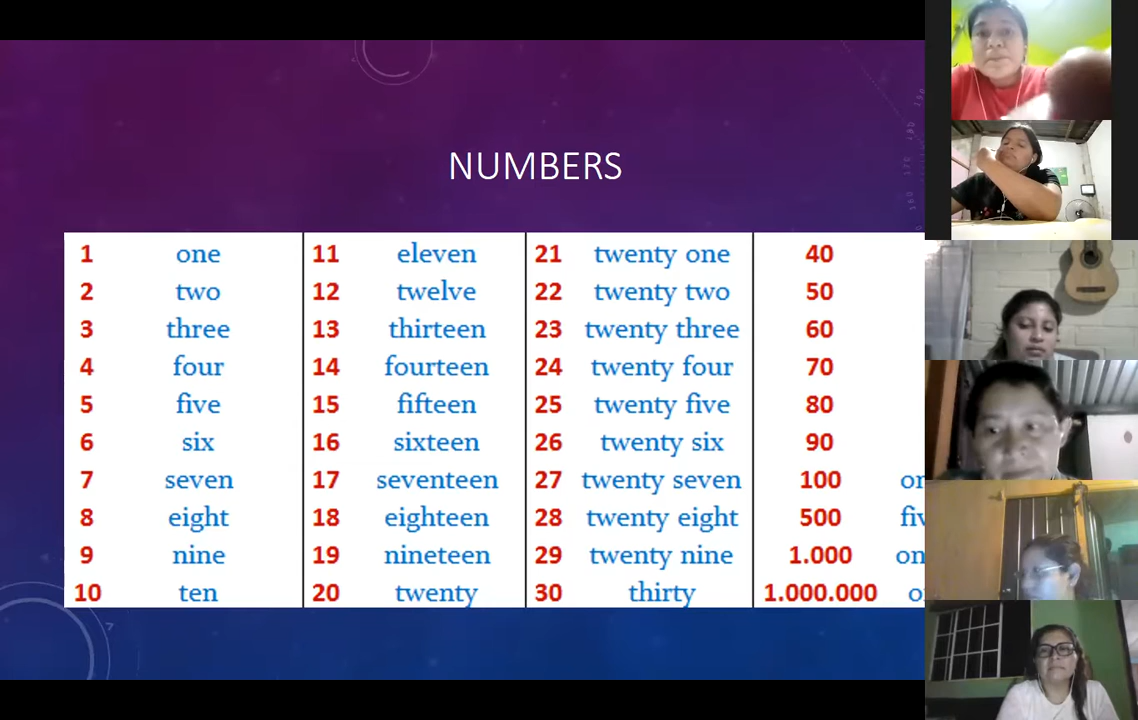 NUMBERS
1 one 11 eleven 21 twenty one 40
2 two 12 twelve 22 twenty two 50
3 three 13 thirteen 23 twenty three 60
4 four 14 fourteen 24 twenty four 70
5 five 15 fifteen 25 twenty five 80
6 six 16 sixteen 26 twenty six 90
7 seven 17 seventeen 27 twenty seven 100
8 eight 18 eighteen 28 twenty eight 500
9 nine 19 nineteen 29 twenty nine 1.000
10 ten 20 twenty 30 thirty 1.000.000